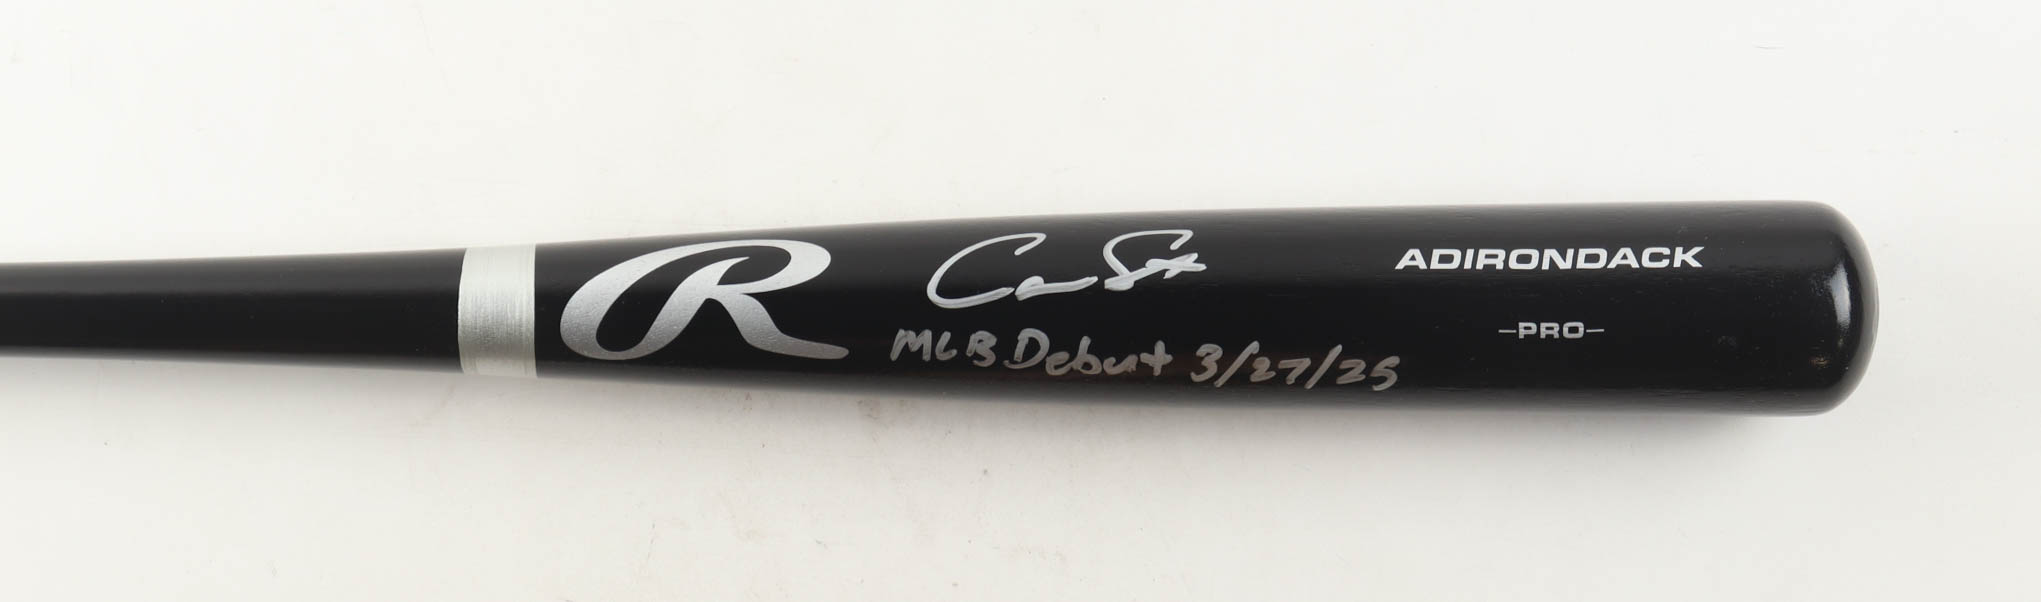 R
MLB Debut 3/27/25
ADIRONDACK
-PRO-